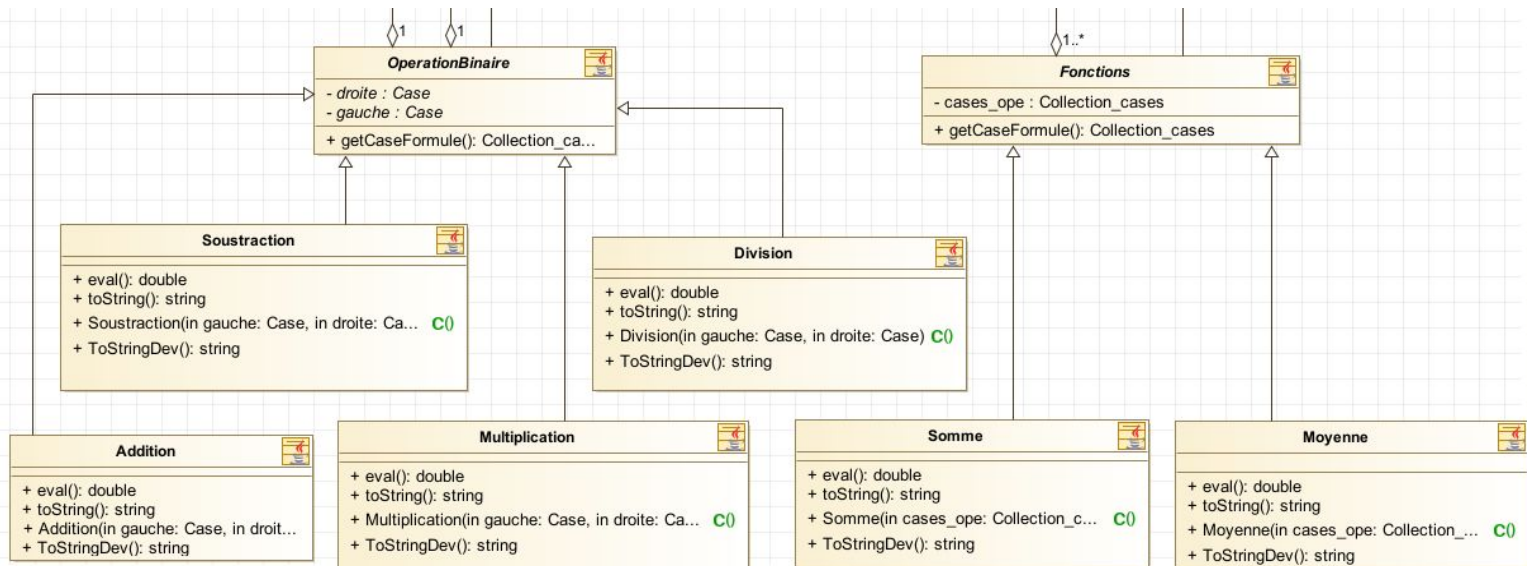 1
1
OperationBinaire
- droite : Case
- gauche : Case
+ getCaseFormule(): Collection_ca...
1..*
Fonctions
- cases_ope : Collection_cases
+ getCaseFormule(): Collection_cases
Soustraction
+ eval(): double
+ toString(): string
+ Soustraction(in gauche: Case, in droite: Ca... C()
+ ToStringDev(): string
Division
+ eval(): double
+ toString(): string
+ Division(in gauche: Case, in droite: Case) C()
+ ToStringDev(): string
Addition
+ eval(): double
+ toString(): string
+ Addition(in gauche: Case, in droit...
+ ToStringDev(): string
Multiplication
+ eval(): double
+ toString(): string
+ Multiplication(in gauche: Case, in droite: Ca... C()
+ ToStringDev(): string
Somme
+ eval(): double
+ toString(): string
+ Somme(in cases_ope: Collection_c... C()
+ ToStringDev(): string
Moyenne
+ eval(): double
+ toString(): string
+ Moyenne(in cases_ope: Collection_... C()
+ ToStringDev(): string